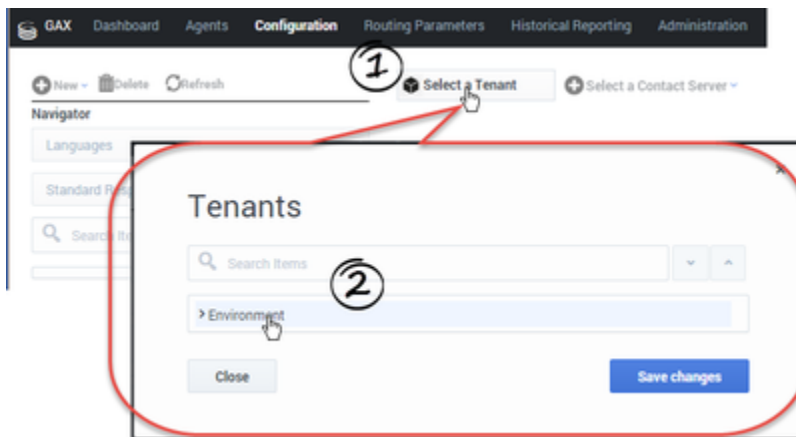 GAX Dashboard Agents Configuration Routing Parameters Historical Reporting Administration
1
New Delete Refresh Select a Tenant Select a Contact Server
Navigator
Languages
Standard
Search
Tenants
Search Items
2
> Environment
Close Save changes